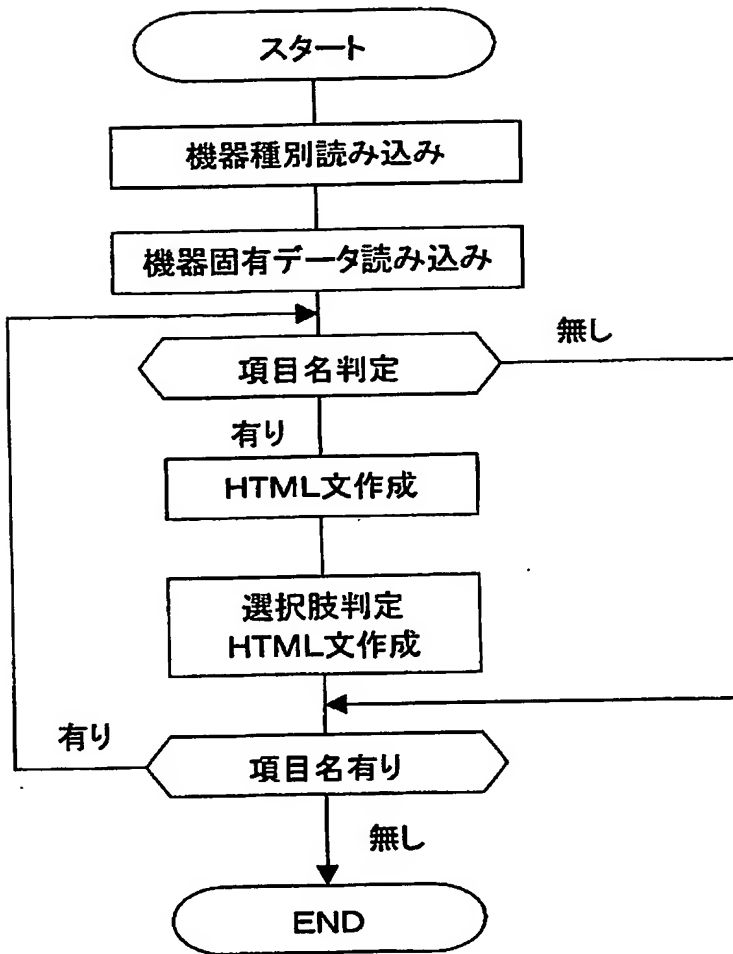 スタート
機器種別読み込み
機器固有データ読み込み
無し
項目名判定
有り
HTML文作成
選択肢判定
HTML文作成
有り
項目名有り
無し
END